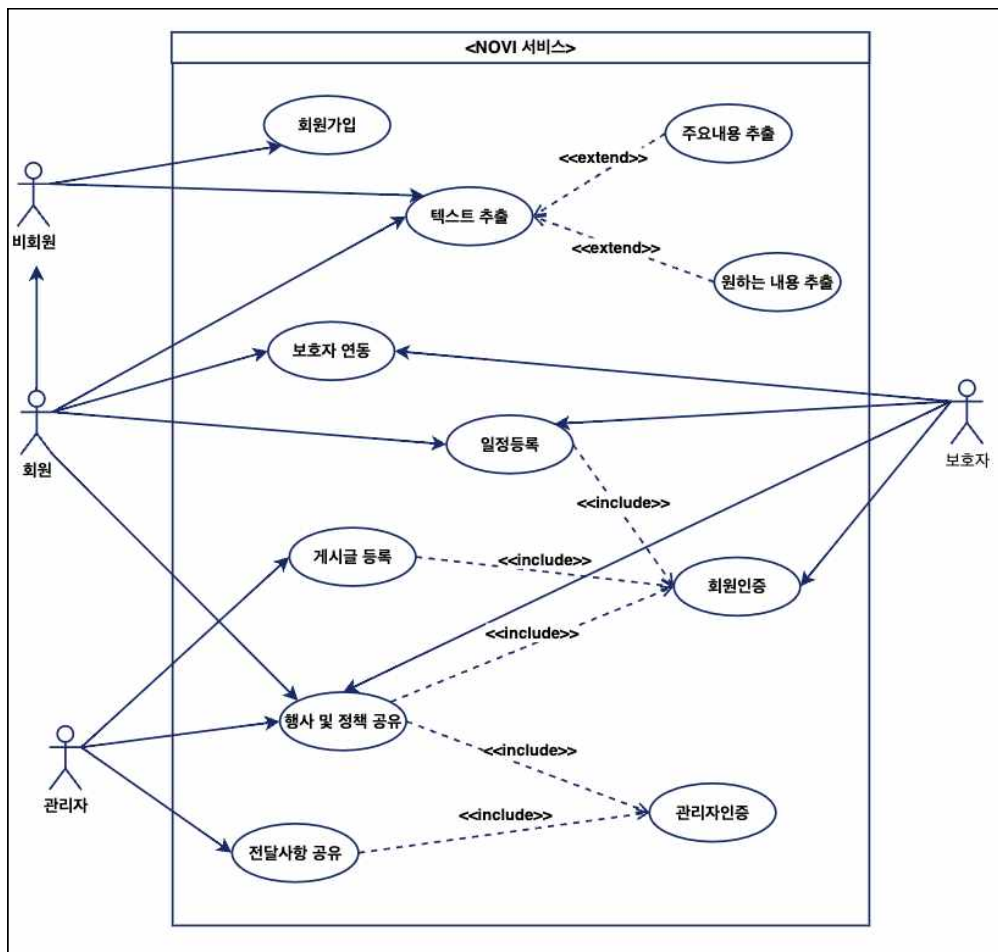 <NOVI 서비스>
회원가입
주요내용 추출
<<extend>>
텍스트 추출
비회원
<<extend>>
원하는 내용 추출
보호자 연동
일정등록
회원
보호자
<<include>>
게시글 등록
<<include>>
회원인증
<<include>>
행사 및 정책 공유
<<include>>
관리자
관리자인증
<<include>>
전달사항 공유